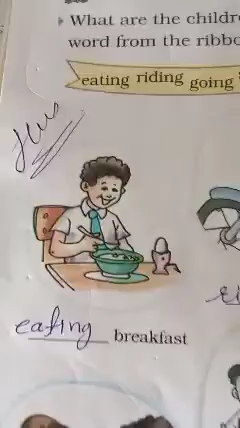 What are the childr
word from the ribbo
eating riding going
eating breakfast